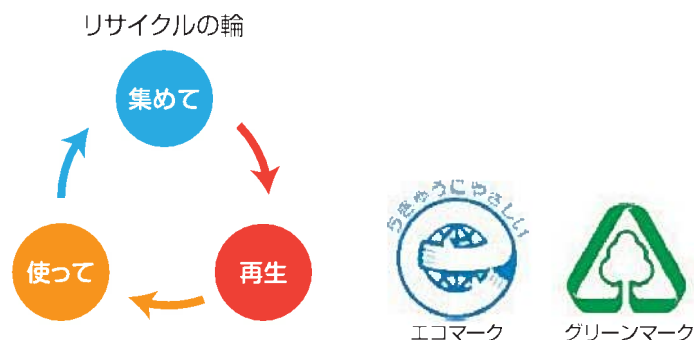 リサイクルの輪
集めて
使って
再生
ちきゅうにやさしい
エコマーク
グリーンマーク